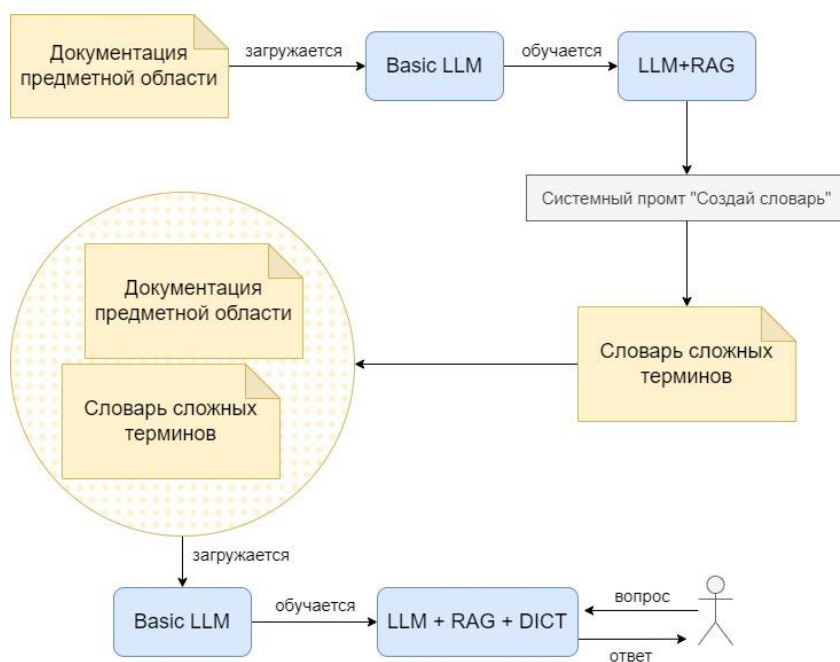 Документация
предметной области
загружается
Basic LLM
обучается
LLM+RAG
Системный промт "Создай словарь"
Документация
предметной области
Словарь сложных
терминов
Словарь сложных
терминов
загружается
Basic LLM
обучается
LLM + RAG + DICT
вопрос
ответ